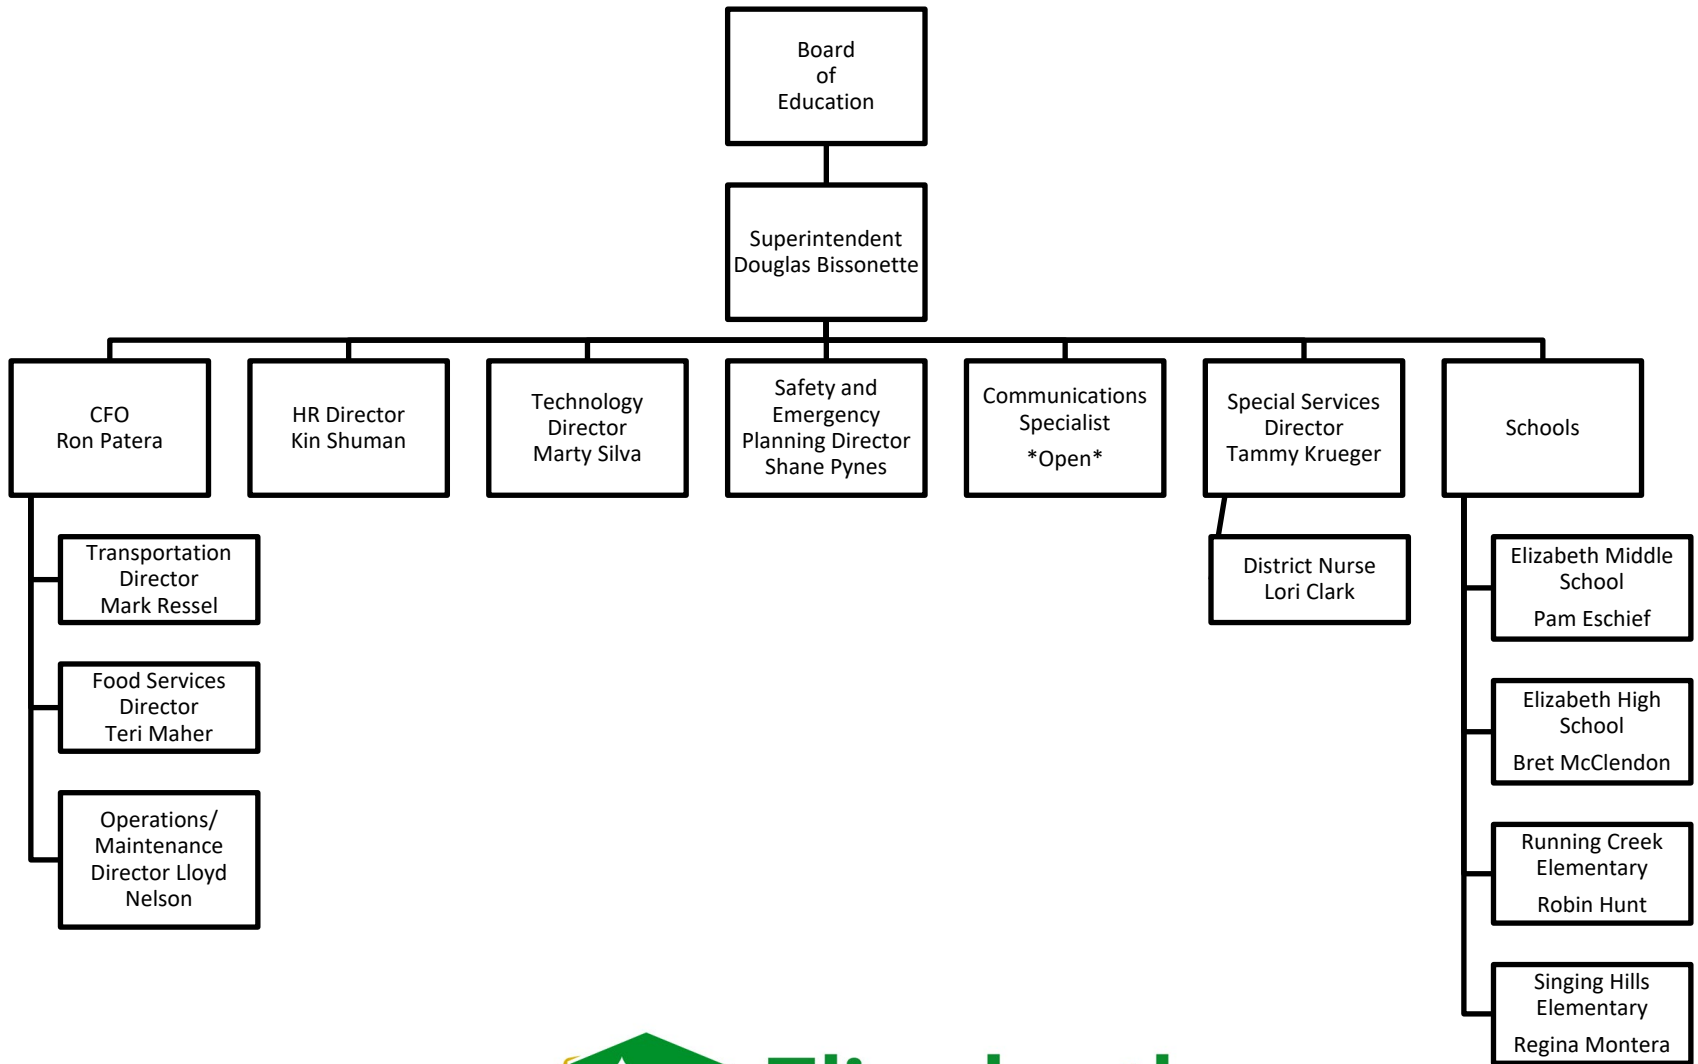 Board
of
Education
Superintendent
Douglas Bissonette
CFO
Ron Patera
HR Director
Kin Shuman
Technology
Director
Marty Silva
Safety and
Emergency
Planning Director
Shane Pynes
Communications
Specialist
*Open*
Special Services
Director
Tammy Krueger
Schools
Transportation
Director
Mark Ressel
Food Services
Director
Teri Maher
Operations/
Maintenance
Director Lloyd
Nelson
District Nurse
Lori Clark
Elizabeth Middle
School
Pam Eschief
Elizabeth High
School
Bret McClendon
Running Creek
Elementary
Robin Hunt
Singing Hills
Elementary
Regina Montera